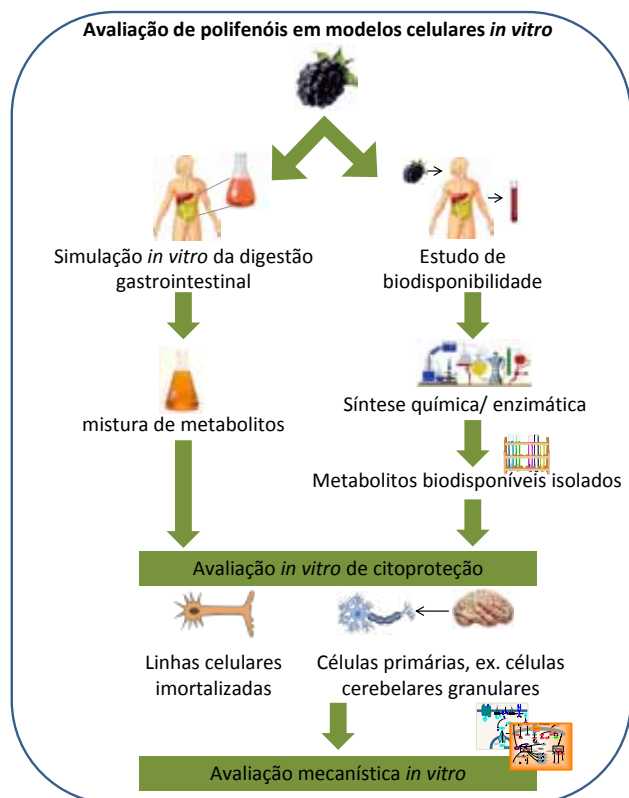 Avaliação de polifenóis em modelos celulares in vitro
Simulação in vitro da digestão
gastrointestinal
Estudo de
biodisponibilidade
mistura de metabolitos
Síntese química/ enzimática
Metabolitos biodisponíveis isolados
Avaliação in vitro de citoproteção
Linhas celulares
imortalizadas
Células primárias, ex. células
cerebelares granulares
Avaliação mecanística in vitro